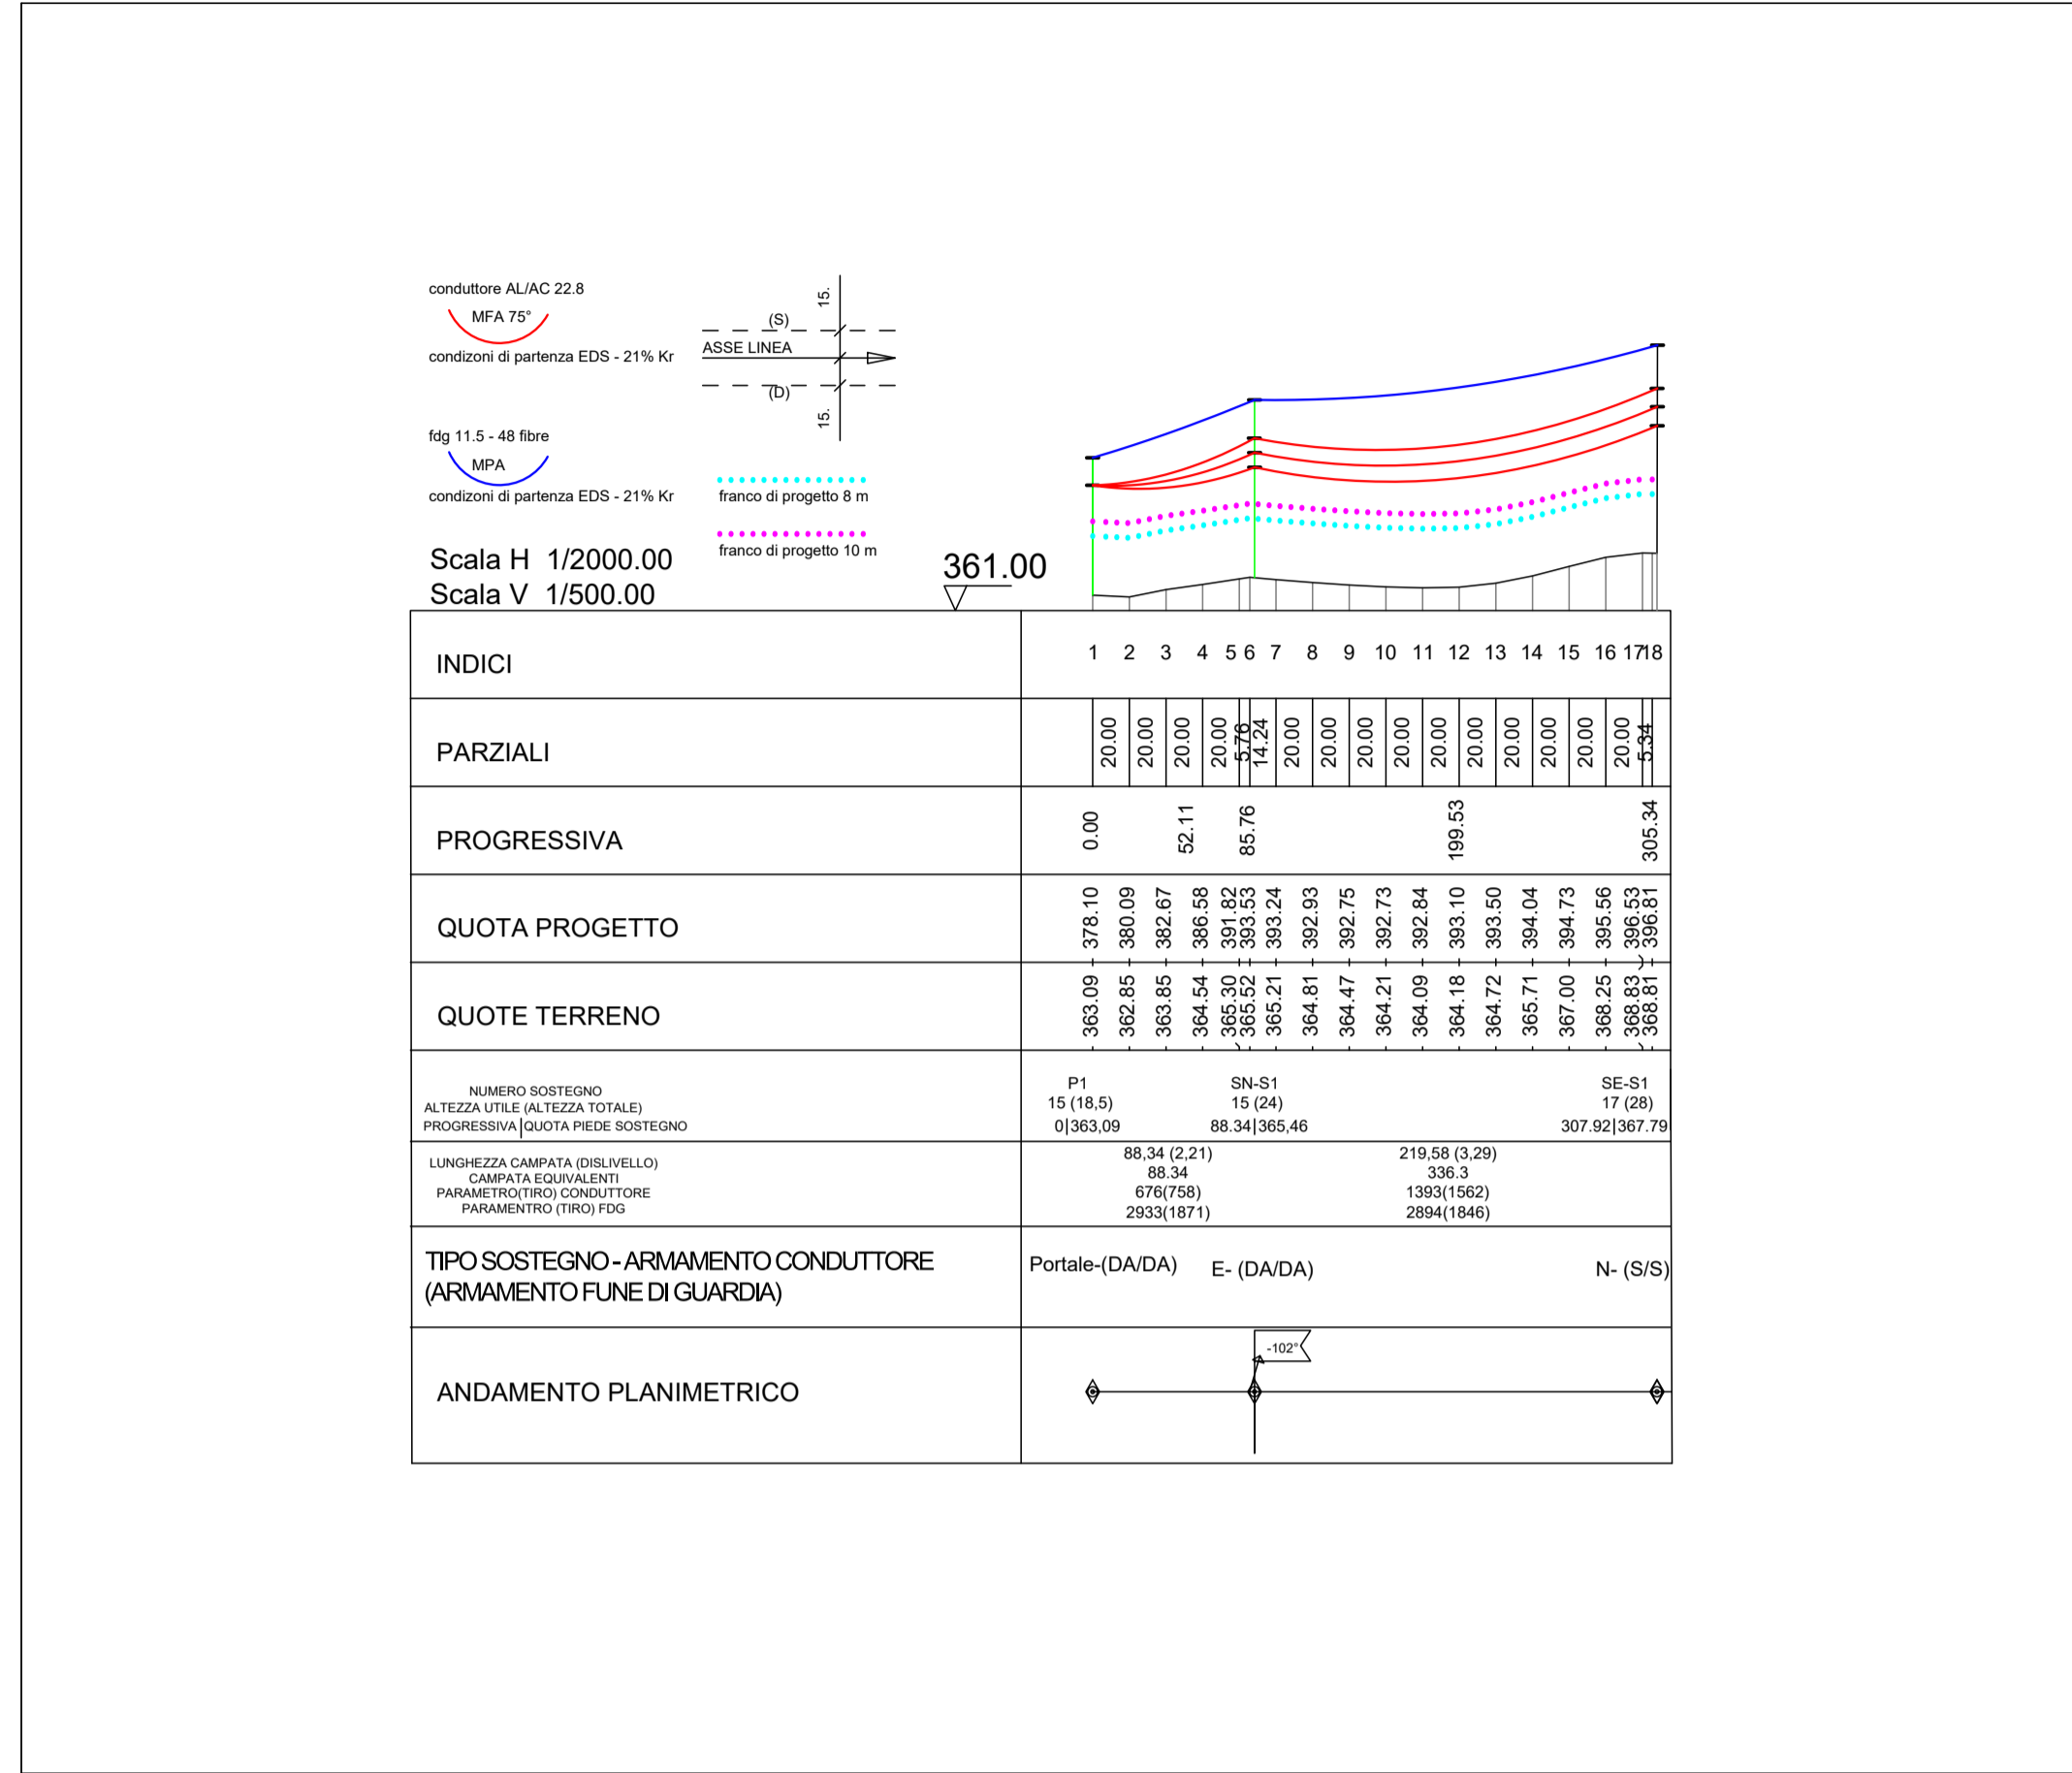 conduttore AL/AC 22.8
MFA 75°
condizoni di partenza EDS - 21% Kr
15.
(S)
ASSE LINEA
(D)
15.
fdg 11.5 - 48 fibre
MPA
condizoni di partenza EDS - 21% Kr
franco di progetto 8 m
franco di progetto 10 m
Scala H 1/2000.00
Scala V 1/500.00
361.00
INDICI 1 2 3 4 5 6 7 8 9 10 11 12 13 14 15 16 17 18
PARZIALI 20.00 20.00 20.00 20.00 5.76 14.24 20.00 20.00 20.00 20.00 20.00 20.00 20.00 20.00 20.00 20.00 5.34
PROGRESSIVA 0.00 52.11 85.76 199.53 305.34
QUOTA PROGETTO 378.10 380.09 382.67 386.58 391.82 393.53 393.24 392.93 392.75 392.73 392.84 393.10 393.50 394.04 394.73 395.56 396.53 396.81
QUOTE TERRENO 363.09 362.85 363.85 364.54 365.30 365.52 365.21 364.81 364.47 364.21 364.09 364.18 364.72 365.71 367.00 368.25 368.83 368.81
NUMERO SOSTEGNO P1 SN-S1 SE-S1
ALTEZZA UTILE (ALTEZZA TOTALE) 15 (18,5) 15 (24) 17 (28)
PROGRESSIVA|QUOTA PIEDE SOSTEGNO 0|363,09 88.34|365,46 307.92|367.79
LUNGHEZZA CAMPATA (DISLIVELLO) 88,34 (2,21) 219,58 (3,29)
CAMPATA EQUIVALENTI 88.34 336.3
PARAMETRO(TIRO) CONDUTTORE 676(758) 1393(1562)
PARAMENTRO (TIRO) FDG 2933(1871) 2894(1846)
TIPO SOSTEGNO - ARMAMENTO CONDUTTORE
(ARMAMENTO FUNE DI GUARDIA)
Portale-(DA/DA) E- (DA/DA) N- (S/S)
-102°
ANDAMENTO PLANIMETRICO